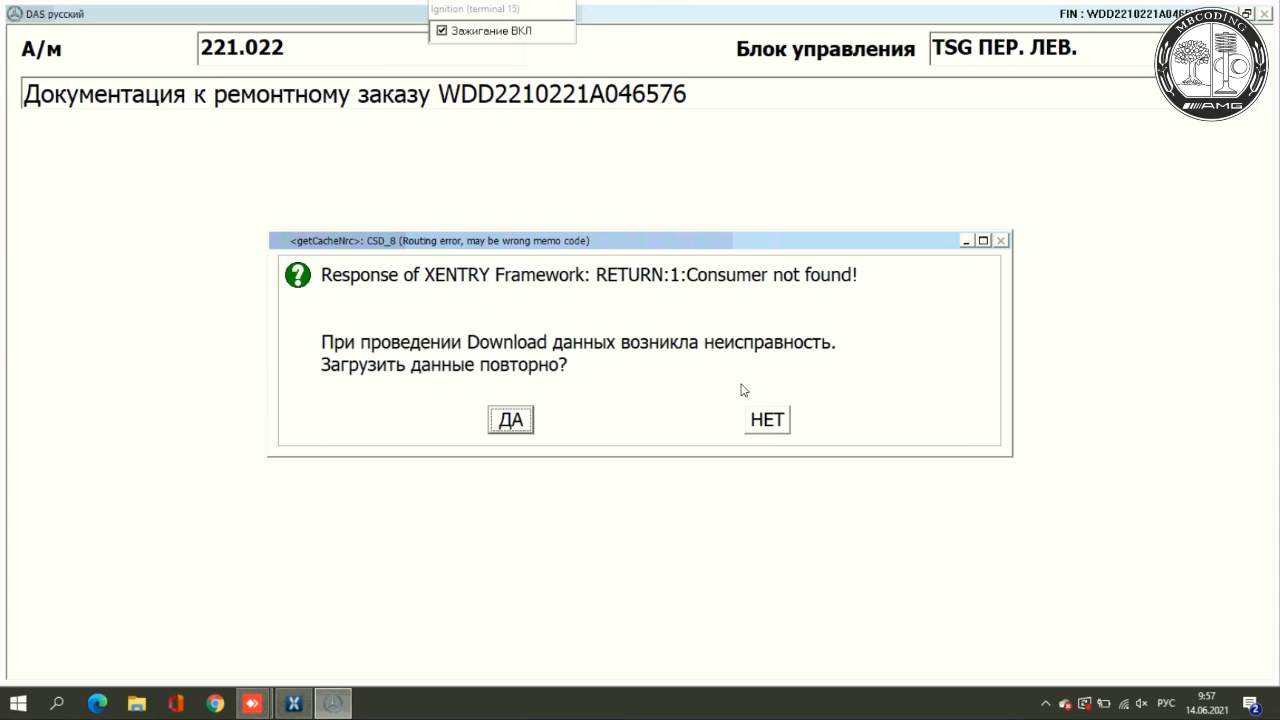 DAS русский
Ignition (terminal 15)
Зажигание ВКЛ
А/м
221.022
Блок управления
TSG ПЕР. ЛЕВ.
Документация к ремонтному заказу WDD2210221A046576
MBCODING
AMG
<getCacheNrc>: CSD_8 (Routing error, may be wrong memo code)
Response of XENTRY Framework: RETURN:1:Consumer not found!
При проведении Download данных возникла неисправность.
Загрузить данные повторно?
ДА
НЕТ
РУС
9:57
14.06.2021
2